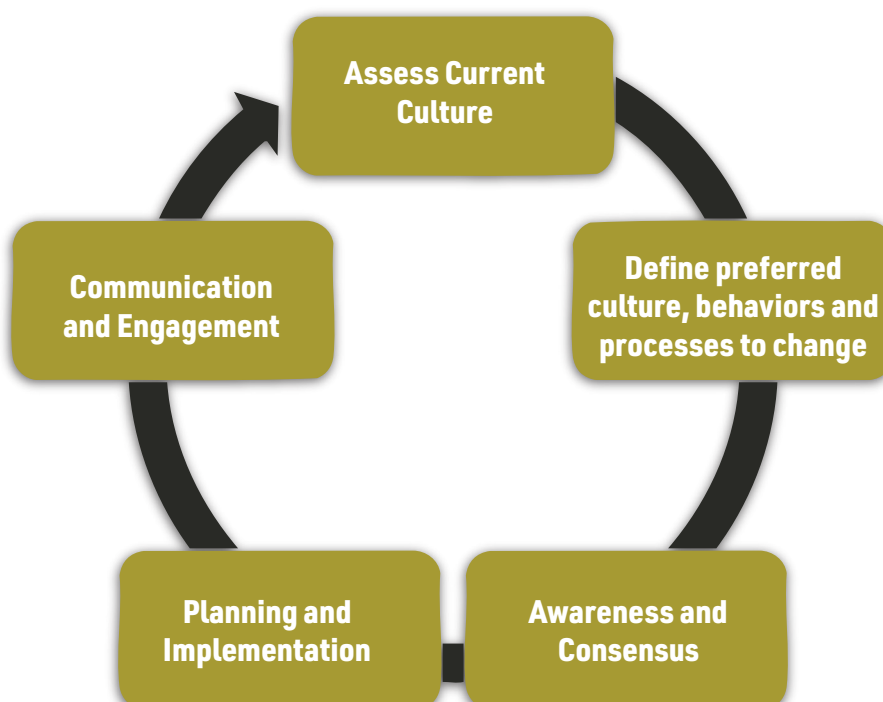 Assess Current
Culture
Define preferred
culture, behaviors and
processes to change
Awareness and
Consensus
Planning and
Implementation
Communication
and Engagement